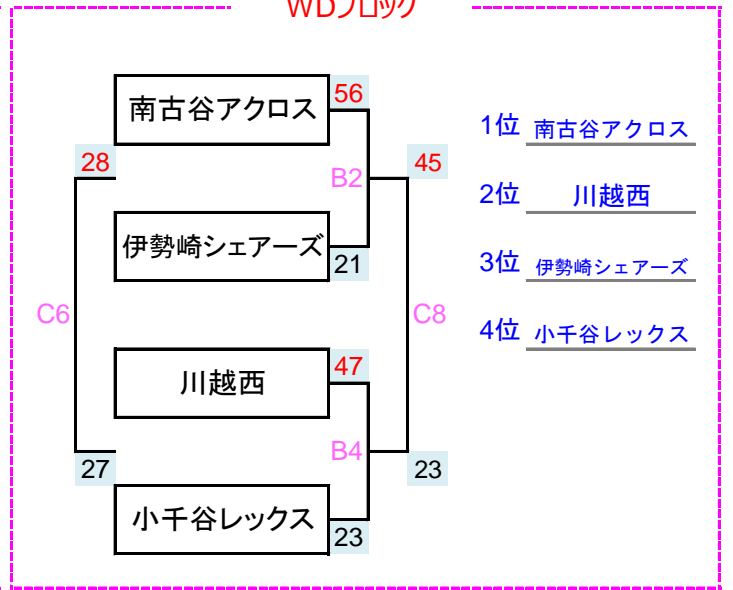 WDブロック
南古谷アクロス
56
1位 南古谷アクロス
28
B2
45
2位 川越西
伊勢崎シェアーズ
21
3位 伊勢崎シェアーズ
C6
C8
4位 小千谷レックス
川越西
47
B4
27
23
小千谷レックス
23